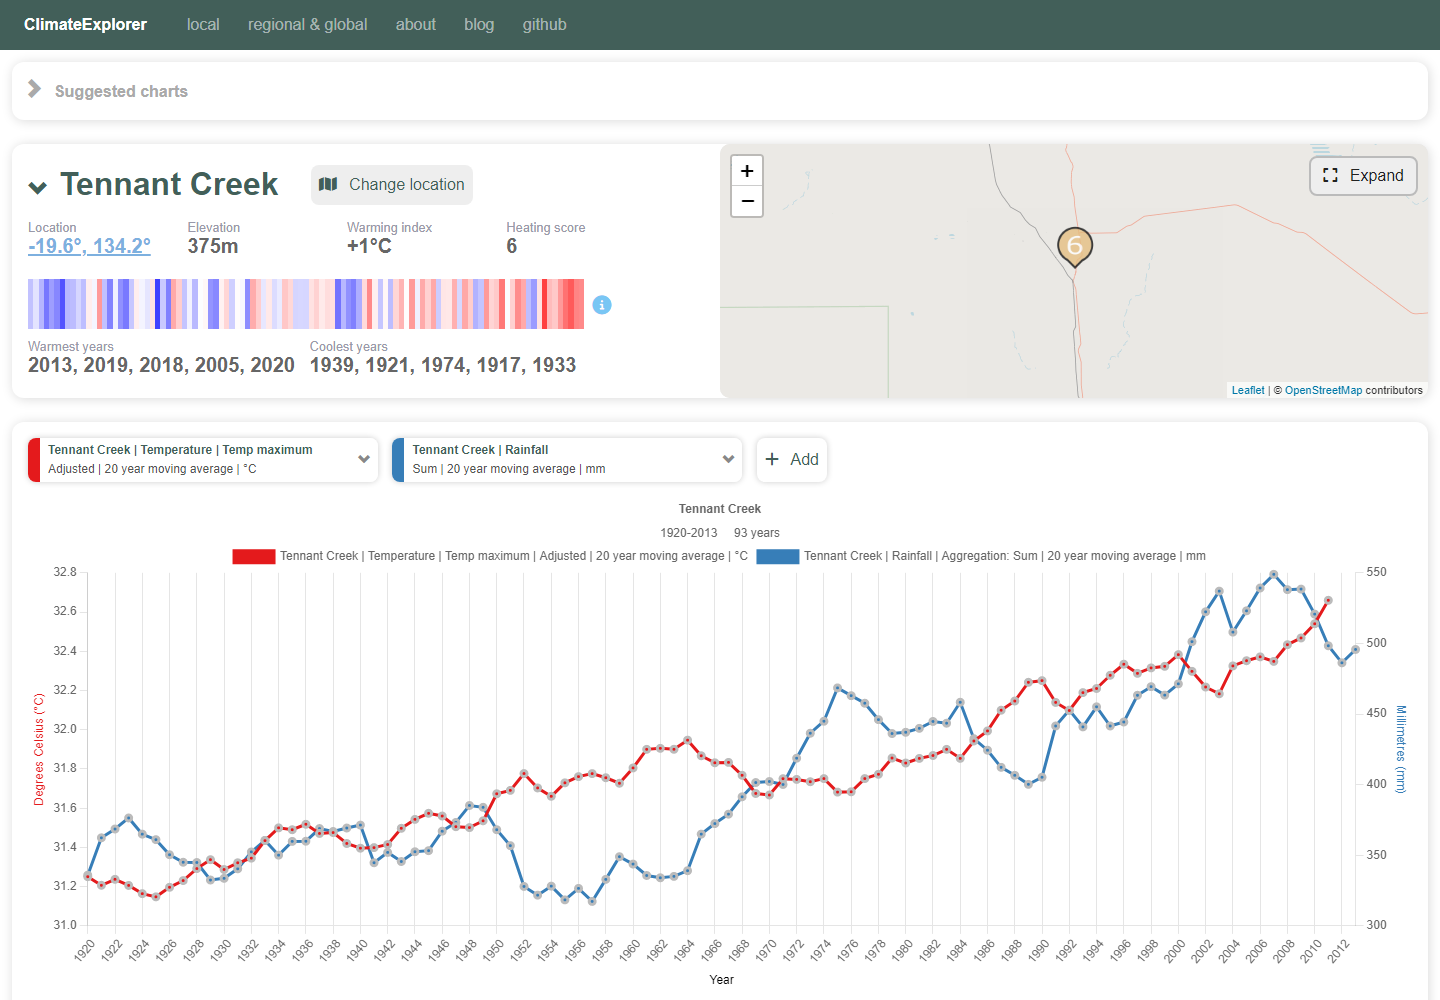 ClimateExplorer local regional & global about blog github
Suggested charts
Tennant Creek Change location
Location Elevation Warming index Heating score
-19.6°, 134.2° 375m +1°C 6
Warmest years Coolest years
2013, 2019, 2018, 2005, 2020 1939, 1921, 1974, 1917, 1933
+
−
Expand
6
Leaflet | © OpenStreetMap contributors
Tennant Creek | Temperature | Temp maximum
Adjusted | 20 year moving average | °C
Tennant Creek | Rainfall
Sum | 20 year moving average | mm
+ Add
Tennant Creek
1920-2013 93 years
Tennant Creek | Temperature | Temp maximum | Adjusted | 20 year moving average | °C
Tennant Creek | Rainfall | Aggregation: Sum | 20 year moving average | mm
Degrees Celsius (°C)
32.8
32.6
32.4
32.2
32.0
31.8
31.6
31.4
31.2
31.0
550
500
450
400
350
300
Millimetres (mm)
1920 1922 1924 1926 1928 1930 1932 1934 1936 1938 1940 1942 1944 1946 1948 1950 1952 1954 1956 1958 1960 1962 1964 1966 1968 1970 1972 1974 1976 1978 1980 1982 1984 1986 1988 1990 1992 1994 1996 1998 2000 2002 2004 2006 2008 2010 2012
Year